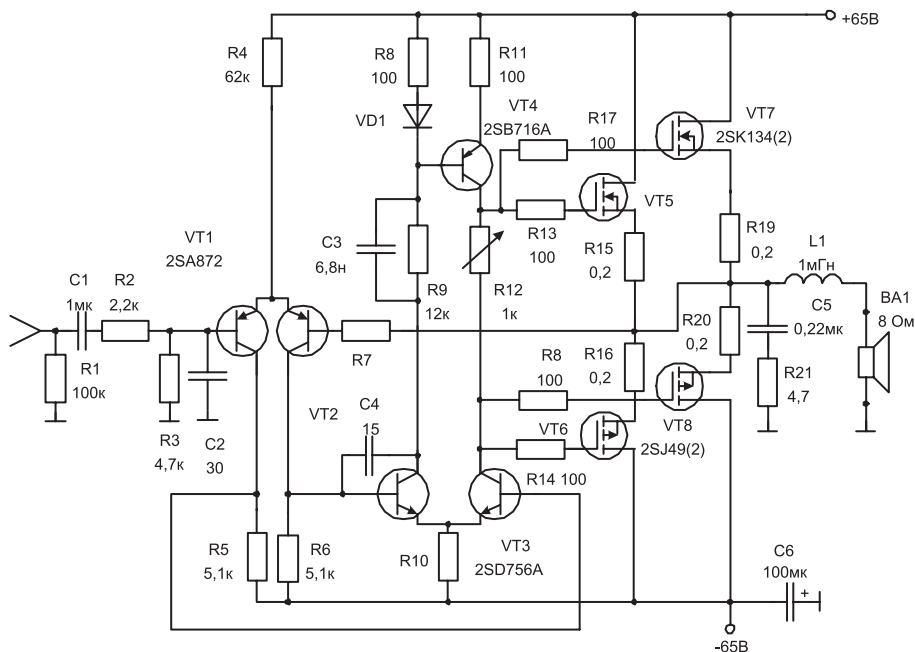 +65В
R4
62к
R8
100
R11
100
VD1
VT4
2SB716A
R17
100
VT7
2SK134(2)
VT5
R13
100
R15
0,2
R19
0,2
L1
1мГн
VT1
2SA872
C3
6,8н
R9
12к
R12
1к
C1
1мк
R2
2,2к
C5
0,22мк
BA1
8 Ом
R20
0,2
R1
100к
R7
R16
0,2
R8
100
R21
4,7
R3
4,7к
C2
30
VT2
C4
15
VT6
VT8
2SJ49(2)
R14 100
R5
5,1к
R6
5,1к
R10
VT3
2SD756A
C6
100мк
+
-65В